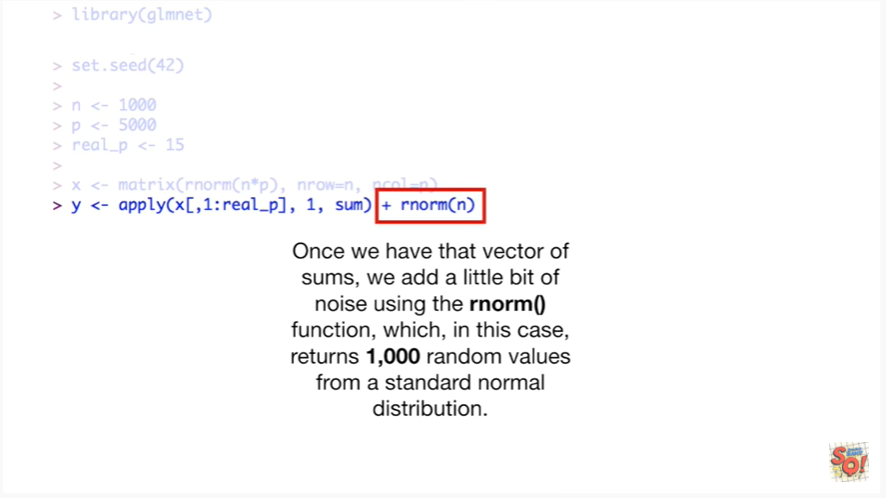 > library(glmnet)
> set.seed(42)
>
> n <- 1000
> p <- 5000
> real_p <- 15
>
> x <- matrix(rnorm(n*p), nrow=n, ncol=p)
> y <- apply(x[,1:real_p], 1, sum) + rnorm(n)
Once we have that vector of
sums, we add a little bit of
noise using the rnorm()
function, which, in this case,
returns 1,000 random values
from a standard normal
distribution.
SQ!